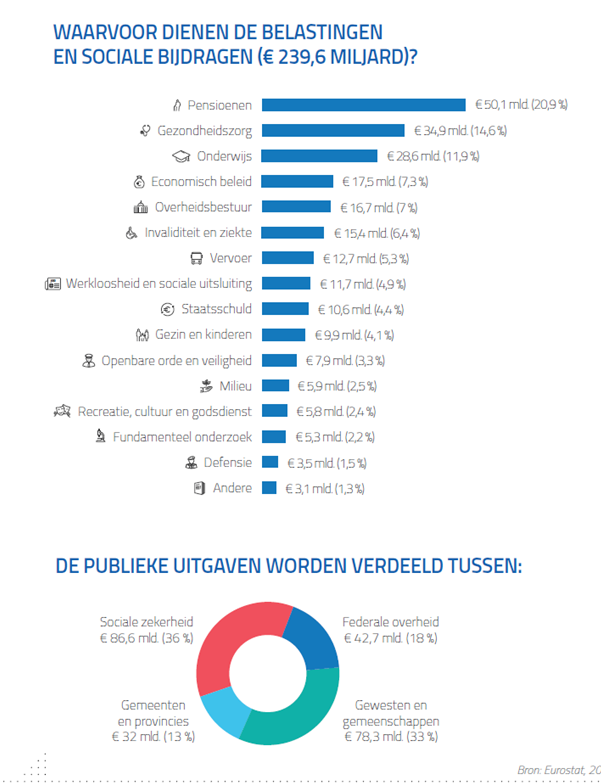 WAARVOOR DIENEN DE BELASTINGEN
EN SOCIALE BIJDRAGEN (€ 239,6 MILJARD)?
Pensioenen € 50,1 mld. (20,9 %)
Gezondheidszorg € 34,9 mld. (14,6 %)
Onderwijs € 28,6 mld. (11,9 %)
Economisch beleid € 17,5 mld. (7,3 %)
Overheidsbestuur € 16,7 mld. (7 %)
Invaliditeit en ziekte € 15,4 mld. (6,4 %)
Vervoer € 12,7 mld. (5,3 %)
Werkloosheid en sociale uitsluiting € 11,7 mld. (4,9 %)
Staatsschuld € 10,6 mld. (4,4 %)
Gezin en kinderen € 9,9 mld. (4,1 %)
Openbare orde en veiligheid € 7,9 mld. (3,3 %)
Milieu € 5,9 mld. (2,5 %)
Recreatie, cultuur en godsdienst € 5,8 mld. (2,4 %)
Fundamenteel onderzoek € 5,3 mld. (2,2 %)
Defensie € 3,5 mld. (1,5 %)
Andere € 3,1 mld. (1,3 %)
DE PUBLIEKE UITGAVEN WORDEN VERDEELD TUSSEN:
Sociale zekerheid
€ 86,6 mld. (36 %)
Federale overheid
€ 42,7 mld. (18 %)
Gemeenten
en provincies
€ 32 mld. (13 %)
Gewesten en
gemeenschappen
€ 78,3 mld. (33 %)
Bron: Eurostat, 20